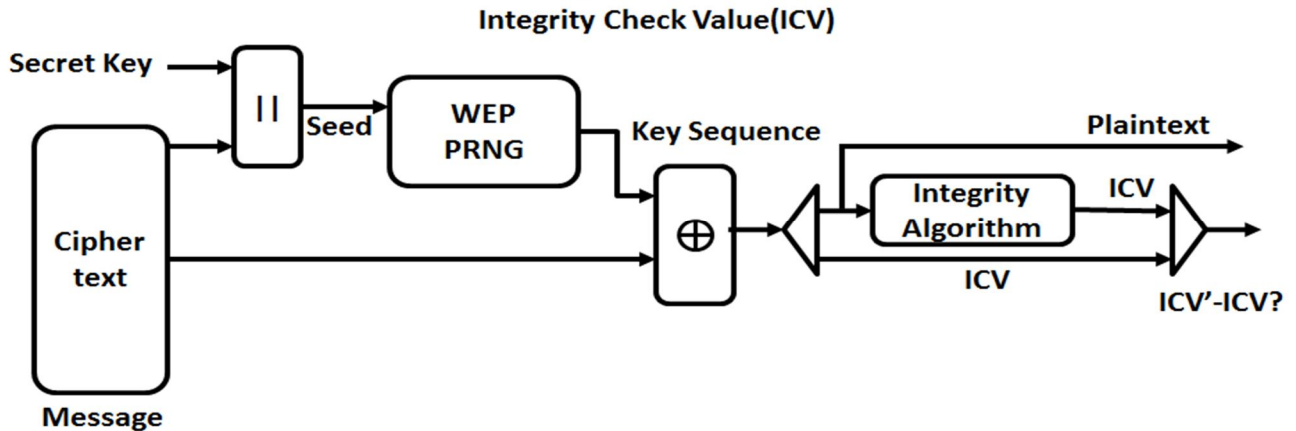 Integrity Check Value(ICV)
Secret Key
||
Seed
WEP
PRNG
Key Sequence
Plaintext
Integrity
Algorithm
ICV
Cipher
text
⊕
ICV
ICV’-ICV?
Message